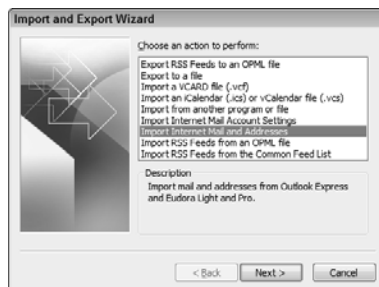 Import and Export Wizard
Choose an action to perform:
Export RSS Feeds to an OPML file
Export to a file
Import a VCARD file (.vcf)
Import an iCalendar (.ics) or vCalendar file (.vcs)
Import from another program or file
Import Internet Mail Account Settings
Import Internet Mail and Addresses
Import RSS Feeds from an OPML file
Import RSS Feeds from the Common Feed List
Description
Import mail and addresses from Outlook Express
and Eudora Light and Pro.
< Back Next > Cancel